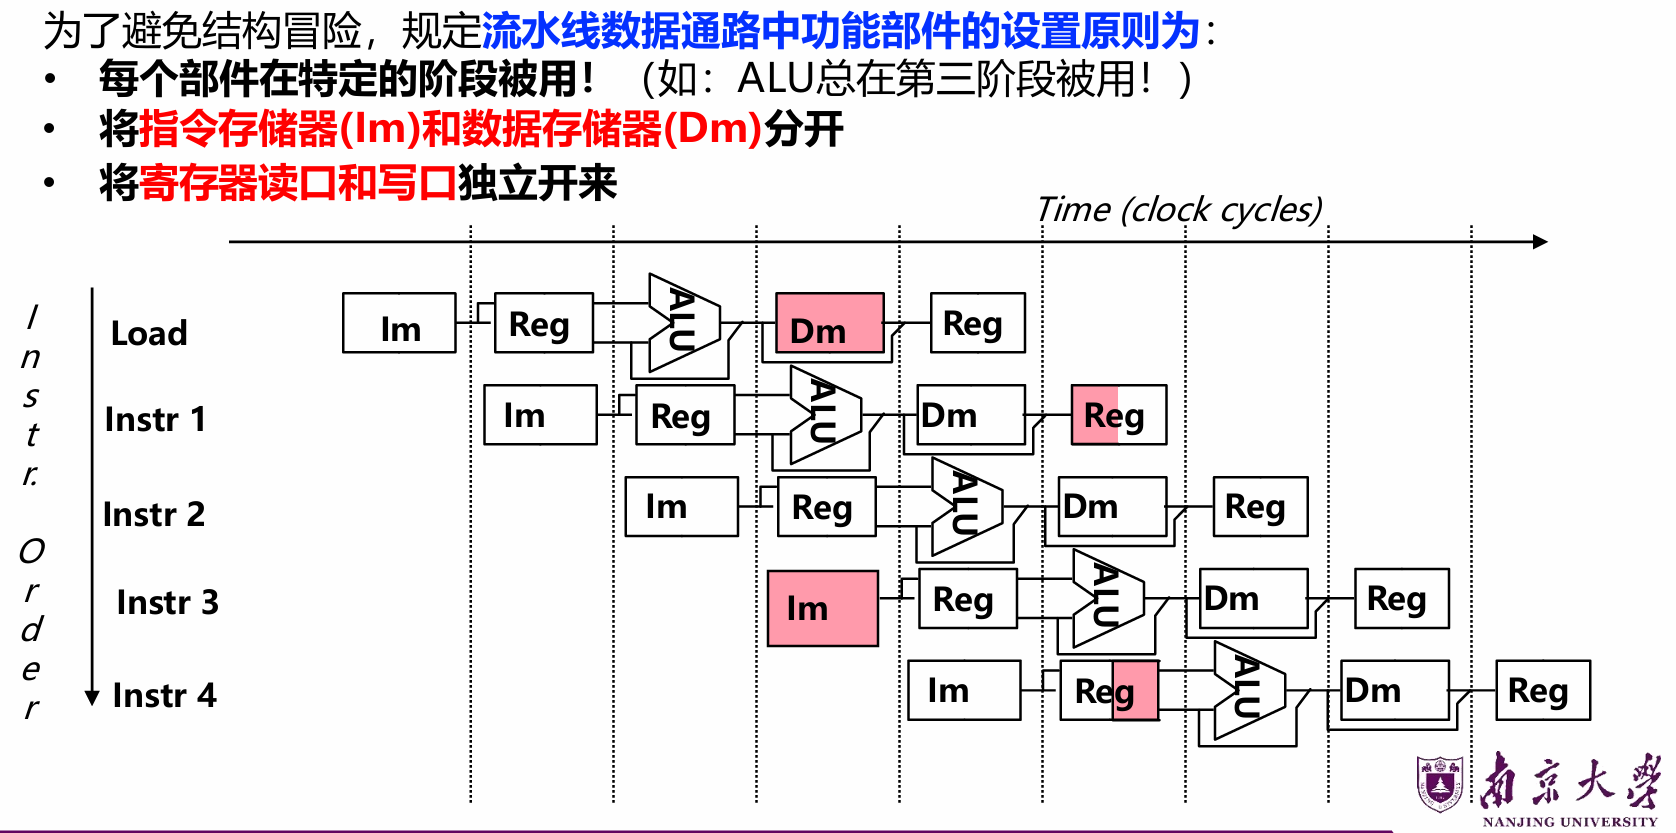 为了避免结构冒险，规定流水线数据通路中功能部件的设置原则为：
• 每个部件在特定的阶段被用！（如：ALU总在第三阶段被用！）
• 将指令存储器(Im)和数据存储器(Dm)分开
• 将寄存器读口和写口独立开来
Time (clock cycles)
Instr. Order
Load Im Reg ALU Dm Reg
Instr 1 Im Reg ALU Dm Reg
Instr 2 Im Reg ALU Dm Reg
Instr 3 Im Reg ALU Dm Reg
Instr 4 Im Reg ALU Dm Reg
南京大学
NANJING UNIVERSITY